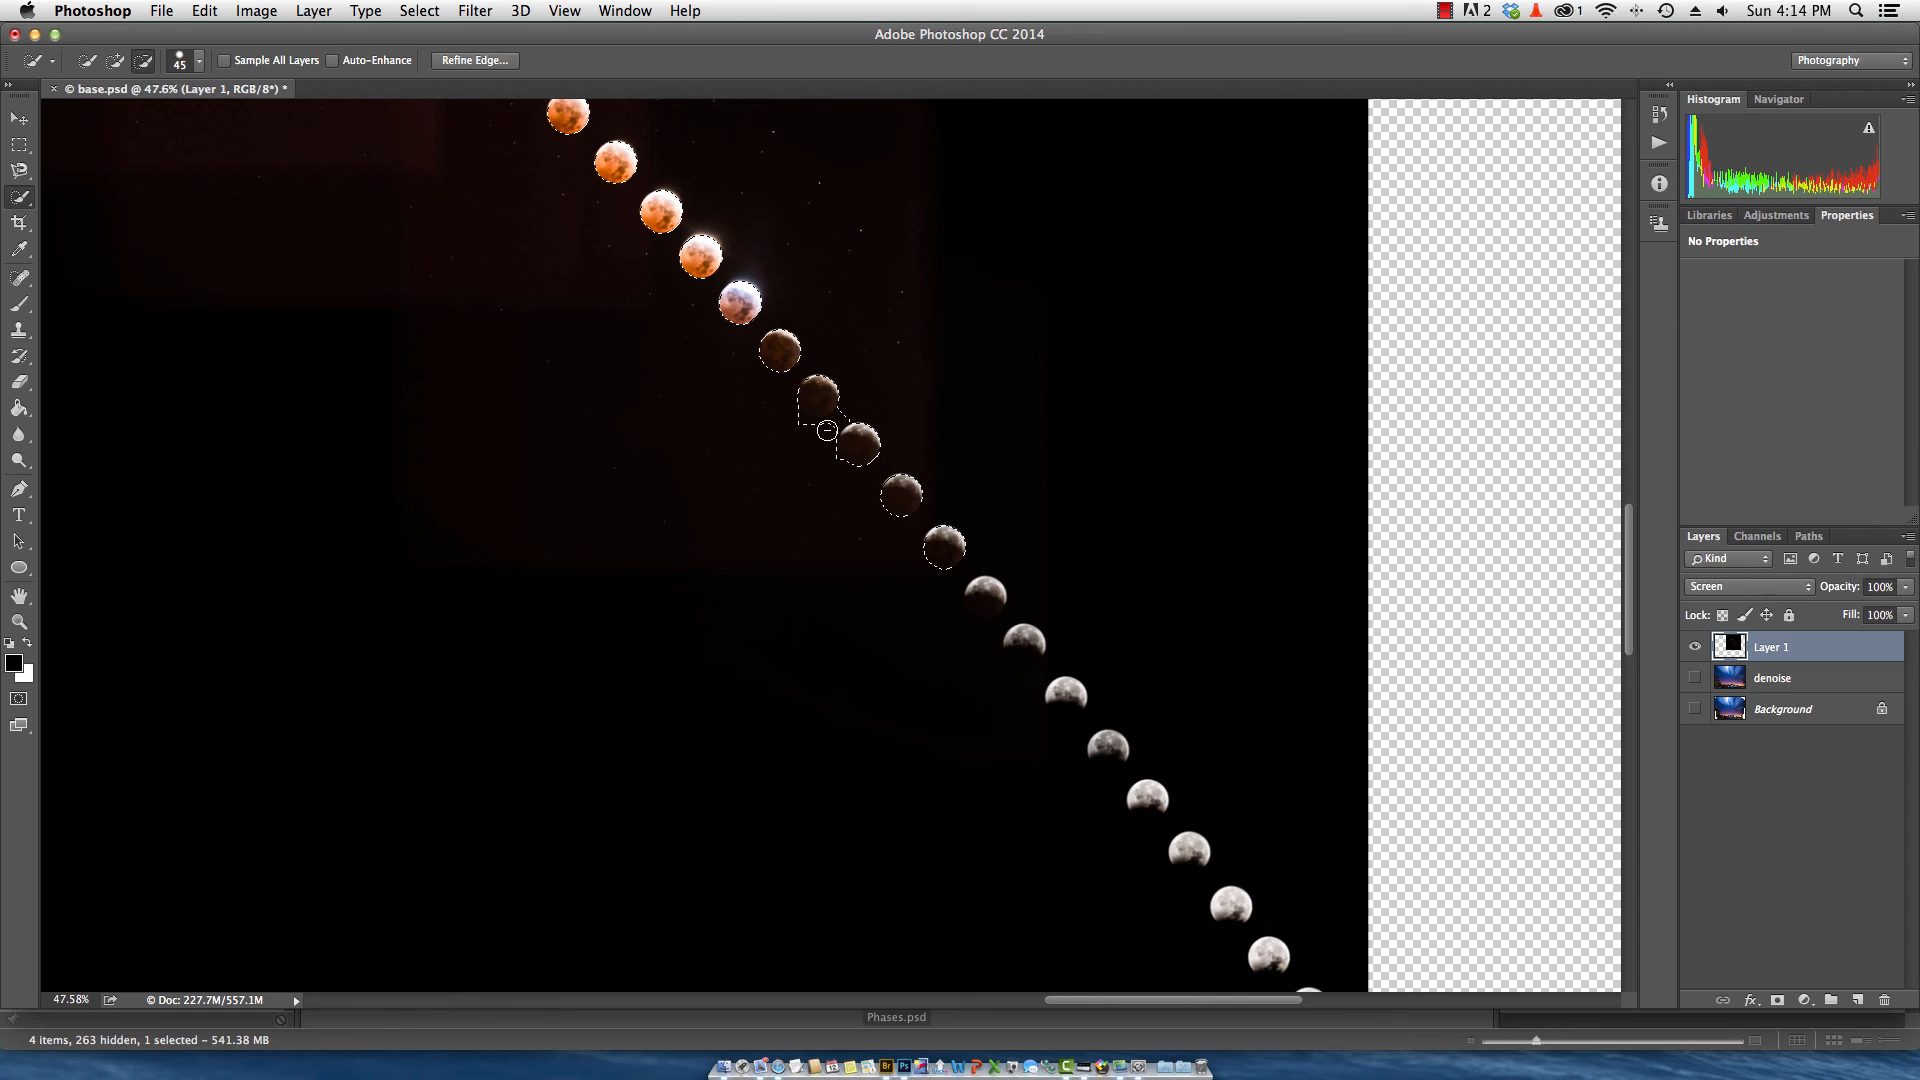 Photoshop File Edit Image Layer Type Select Filter 3D View Window Help
2 1 Sun 4:14 PM
Adobe Photoshop CC 2014
45 Sample All Layers Auto-Enhance Refine Edge... Photography
× © base.psd @ 47.6% (Layer 1, RGB/8*) *
Histogram Navigator
Libraries Adjustments Properties
No Properties
Layers Channels Paths
Kind
Screen Opacity: 100%
Lock: Fill: 100%
Layer 1
denoise
Background
47.58% © Doc: 227.7M/557.1M
Phases.psd
4 items, 263 hidden, 1 selected - 541.38 MB